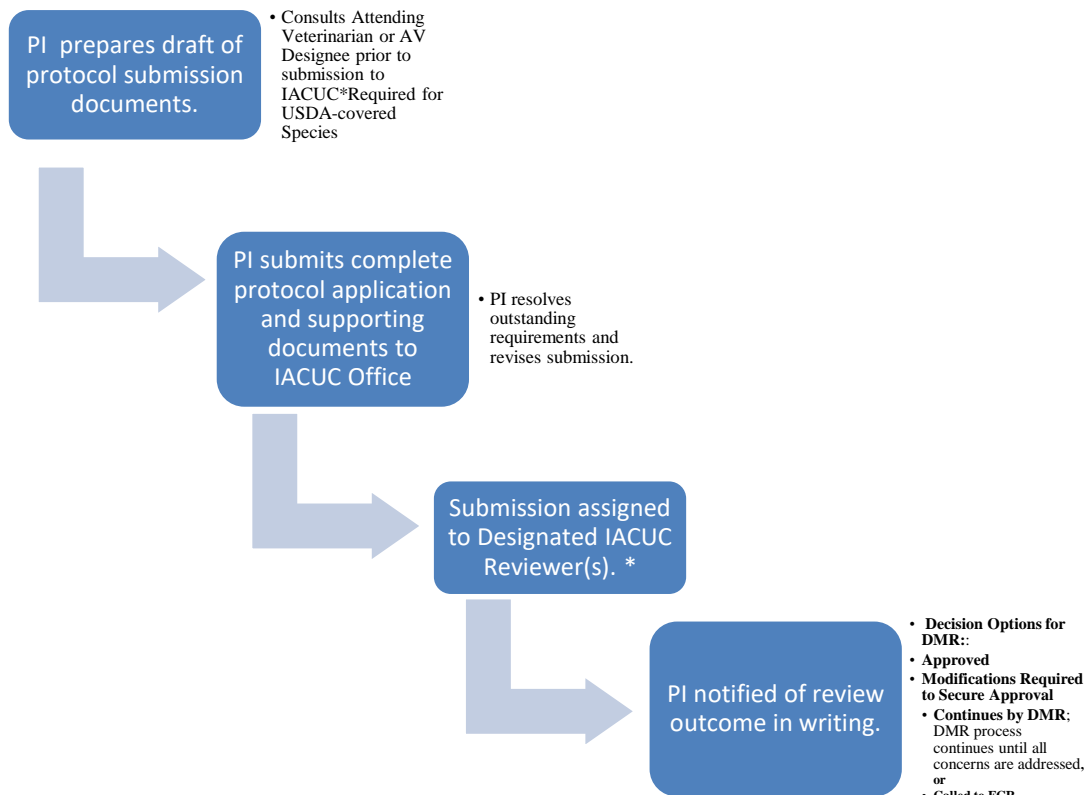 PI  prepares draft of
protocol submission
documents.
• Consults Attending
Veterinarian or AV
Designee prior to
submission to
IACUC*Required for
USDA-covered
Species
PI submits complete
protocol application
and supporting
documents to
IACUC Office
• PI resolves
outstanding
requirements and
revises submission.
Submission assigned
to Designated IACUC
Reviewer(s). *
PI notified of review
outcome in writing.
• Decision Options for
DMR::
• Approved
• Modifications Required
to Secure Approval
• Continues by DMR;
DMR process
continues until all
concerns are addressed,
or
• Called to FCR